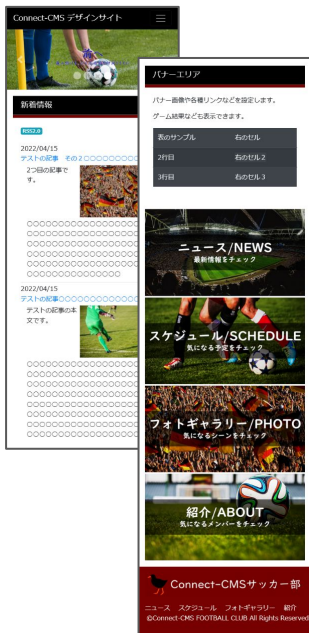 Connect-CMS デザインサイト
新着情報
RSS2.0
2022/04/15
テストの記事　その２○○○○○○○○○
2つ目の記事で
す。
○○○○○○○○○○○○○○○○○○
○○○○○○○○○○○○○○○○○○
○○○○○○○○○○○○○○○○○○
○○○○○○○○○○○○○○○○○○
○○○○○○○○○○○○○○○○○○
○○○○○○○○○○○○○○○
2022/04/15
テストの記事○○○○○○○○○○○○○
テストの記事の本
文です。
○○○○○○○○○○○○○○○○○○
○○○○○○○○○○○○○○○○○○
○○○○○○○○○○○○○○○○○○
○○○○○○○○○○○○○○○○○○
○○○○○○○○○○○○○○○○○○
○○○○○○○○○○○○○○○○○○
○○○○○○○○○○○○○○○○○○
バナーエリア
バナー画像や各種リンクなどを設定します。
ゲーム結果なども表示できます。
表のサンプル　右のセル
2行目　右のセル2
3行目　右のセル3
ニュース/NEWS
最新情報をチェック
スケジュール/SCHEDULE
気になる予定をチェック
フォトギャラリー/PHOTO
気になるシーンをチェック
紹介/ABOUT
気になるメンバーをチェック
Connect-CMSサッカー部
ニュース　スケジュール　フォトギャラリー　紹介
©Connect-CMS FOOTBALL CLUB All Rights Reserved